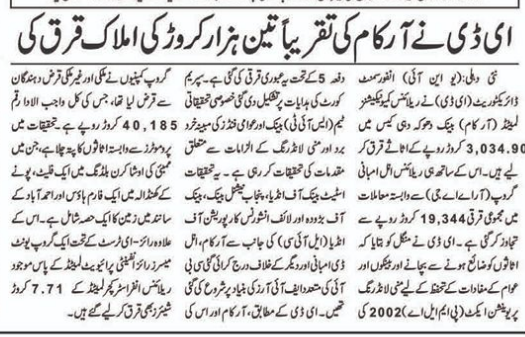 ای ڈی نے آر کام کی تقریباً تین ہزار کروڑ کی املاک قرق کی
نئی دہلی: (یو این آئی) انفورسمنٹ
ڈائریکٹوریٹ (ای ڈی) نے ریلائنس کمیونیکیشنز
لمیٹڈ (آر کام) بینک دھوکہ دہی کیس میں
3,034.90 کروڑ روپے کے اثاثے قرق کر
لیے ہیں۔ اس کے ساتھ ہی ریلائنس انل امبانی
گروپ (آر اے اے جی) سے وابستہ معاملات
میں مجموعی قرقی 19,344 کروڑ روپے سے
تجاوز کر گئی ہے۔ ای ڈی نے منگل کو بتایا کہ
اثاثوں کو ضائع ہونے سے بچانے اور بینکوں اور
عوام کے مفادات کے تحفظ کے لیے منی لانڈرنگ
پریوینشن ایکٹ (پی ایم ایل اے) 2002 کی
دفعہ 5 کے تحت یہ عبوری قرقی کی گئی ہے۔ سپریم
کورٹ کی ہدایات پر تشکیل دی گئی خصوصی تحقیقاتی
ٹیم (ایس آئی ٹی) بینک اور عوامی فنڈز کی مبینہ خرد
برد اور منی لانڈرنگ کے الزامات سے متعلق
مقدمات کی تحقیقات کر رہی ہے۔ یہ تحقیقات
اسٹیٹ بینک آف انڈیا، پنجاب نیشنل بینک، بینک
آف بڑودہ اور لائف انشورنس کارپوریشن آف
انڈیا (ایل آئی سی) کی جانب سے آر کام، انل
ڈی امبانی اور دیگر کے خلاف درج کرائی گئی سی بی
آئی کی متعدد ایف آئی آرز کی بنیاد پر شروع کی گئی
تھیں۔ ای ڈی کے مطابق، آر کام اور اس کی
گروپ کمپنیوں نے ملکی اور غیر ملکی قرض دہندگان
سے قرض لیا تھا، جس کی کل واجب الادا رقم
40,185 کروڑ روپے ہے۔ تحقیقات میں
پروموٹرز سے وابستہ اثاثوں کا پتہ چلا ہے، جن میں
ممبئی کی اوشا کرن بلڈنگ میں ایک فلیٹ، پونے
کے کھنڈالہ میں ایک فارم ہاؤس اور احمد آباد کے
سانند میں زمین کا ایک حصہ شامل ہے۔ اس کے
علاوہ رائز-ای ٹرسٹ کے تحت ایک گروپ یونٹ
میسرز رائز انفینٹی پرائیویٹ لمیٹڈ کے پاس موجود
ریلائنس انفراسٹرکچر لمیٹڈ کے 7.71 کروڑ
شیئرز بھی قرق کر لیے گئے ہیں۔